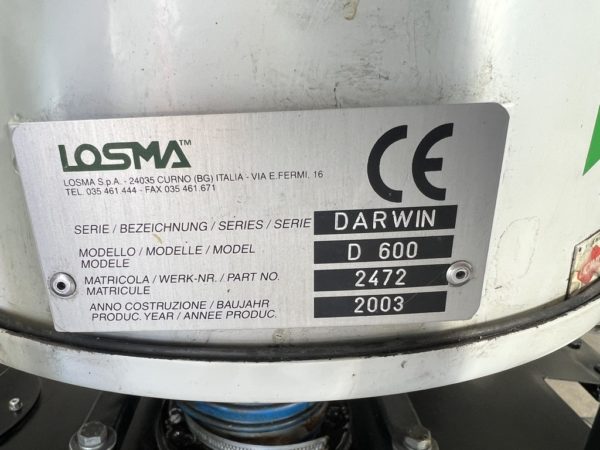 LOSMA™
LOSMA S.p.A. - 24035 CURNO (BG) ITALIA - VIA E.FERMI, 16
TEL. 035 461.444 - FAX 035 461.671
CE
SERIE / BEZEICHNUNG / SERIES / SERIE DARWIN
MODELLO / MODELLE / MODEL D 600
MODELE
MATRICOLA / WERK-NR. / PART NO. 2472
MATRICULE
ANNO COSTRUZIONE / BAUJAHR 2003
PRODUC. YEAR / ANNEE PRODUC.